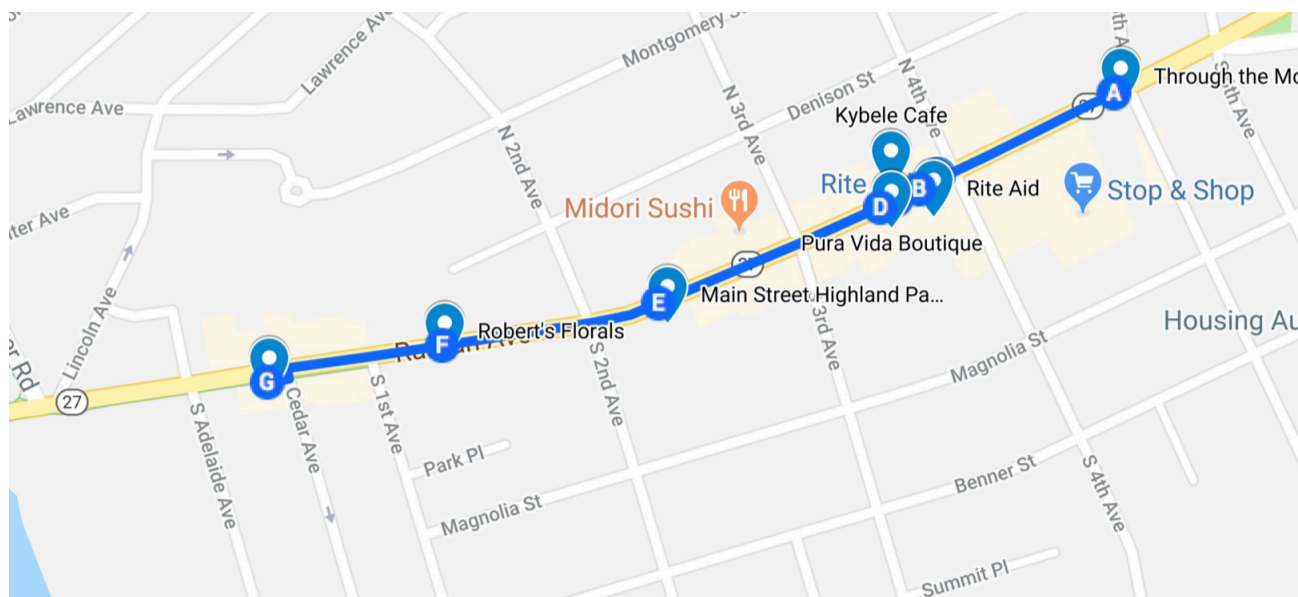 Lawrence Ave
Lawrence Ave
Montgomery St
Denison St
N 2nd Ave
N 3rd Ave
N 4th Ave
S 5th Ave
Through the Mo
A
27
Kybele Cafe
Rite
B
D
Rite Aid
Stop & Shop
Midori Sushi
Pura Vida Boutique
27
E
Main Street Highland Pa...
Housing Au
Robert's Florals
F
G
27
Lincoln Ave
S Adelaide Ave
Cedar Ave
S 1st Ave
S 2nd Ave
3rd Ave
S 4th Ave
Park Pl
Magnolia St
Magnolia St
Benner St
Summit Pl